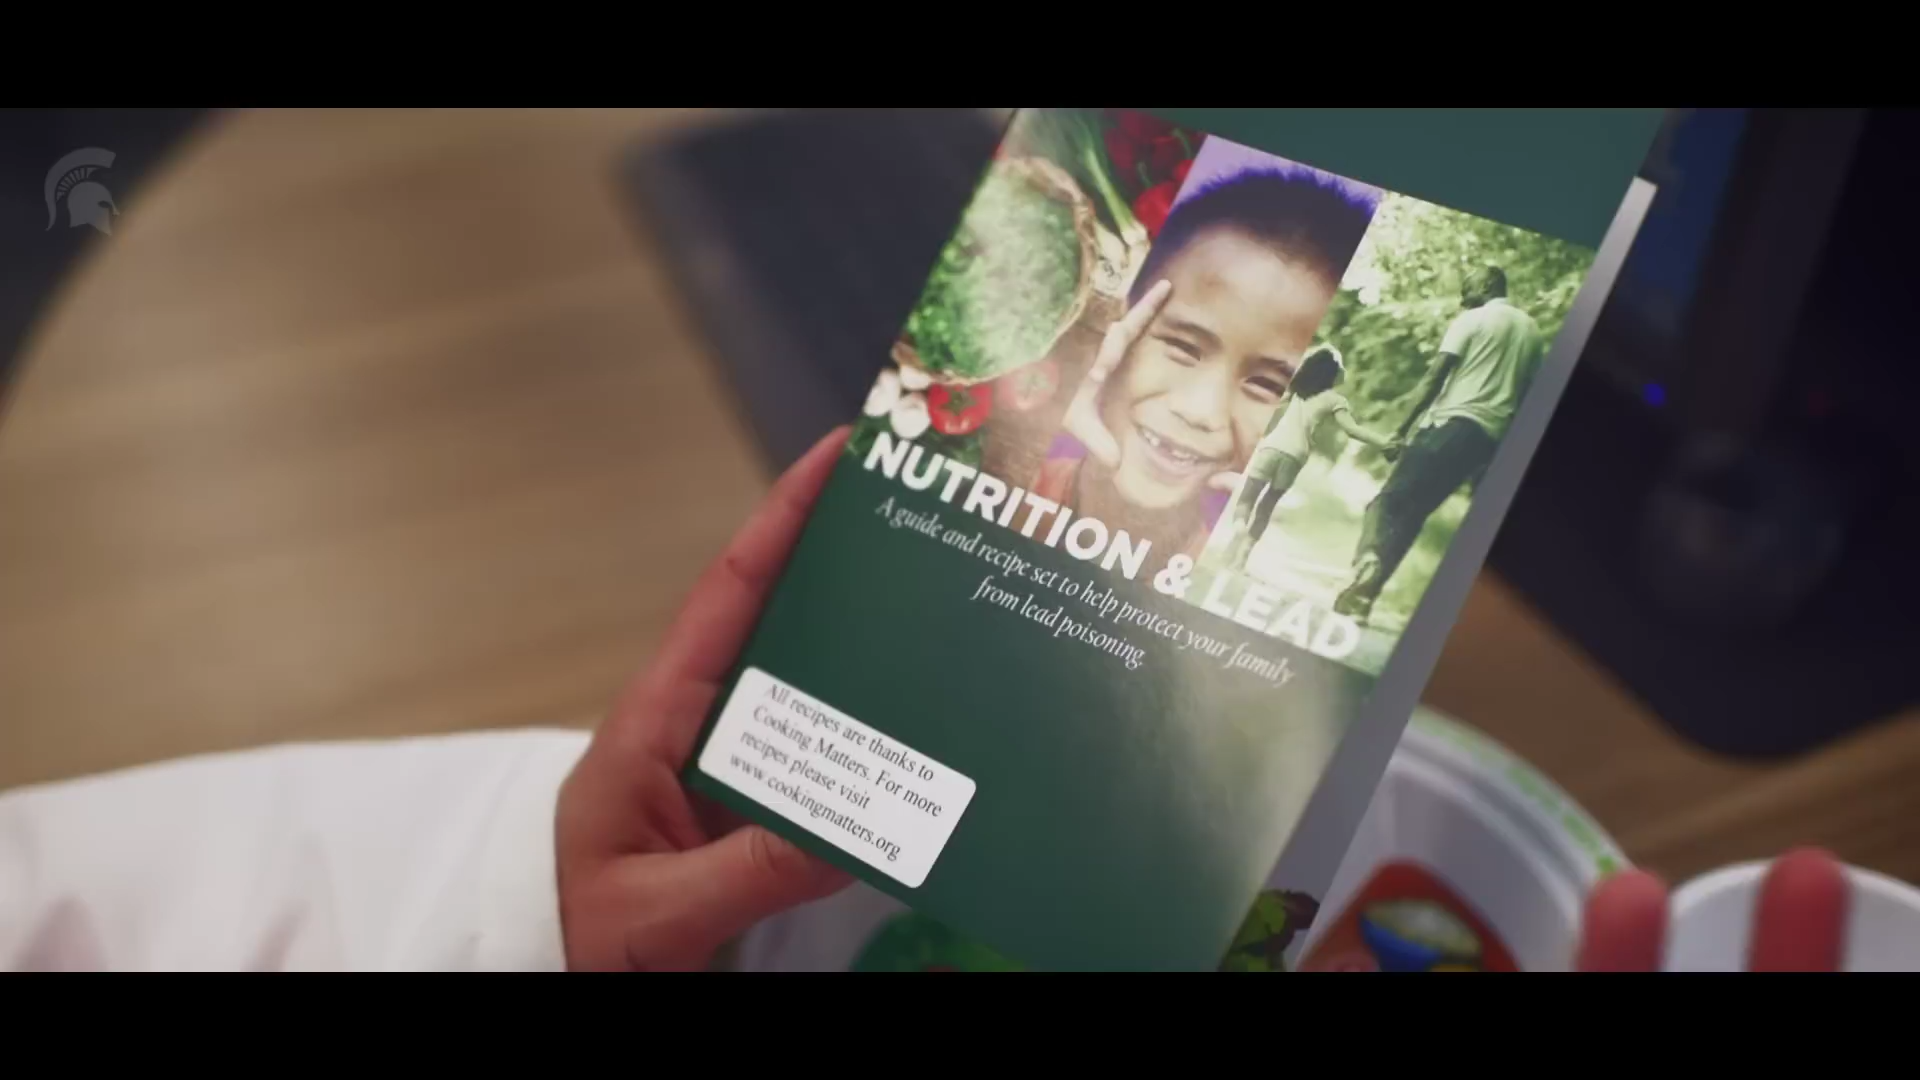 NUTRITION & LEAD
A guide and recipe set to help protect your family
from lead poisoning.
All recipes are thanks to
Cooking Matters. For more
recipes please visit
www.cookingmatters.org